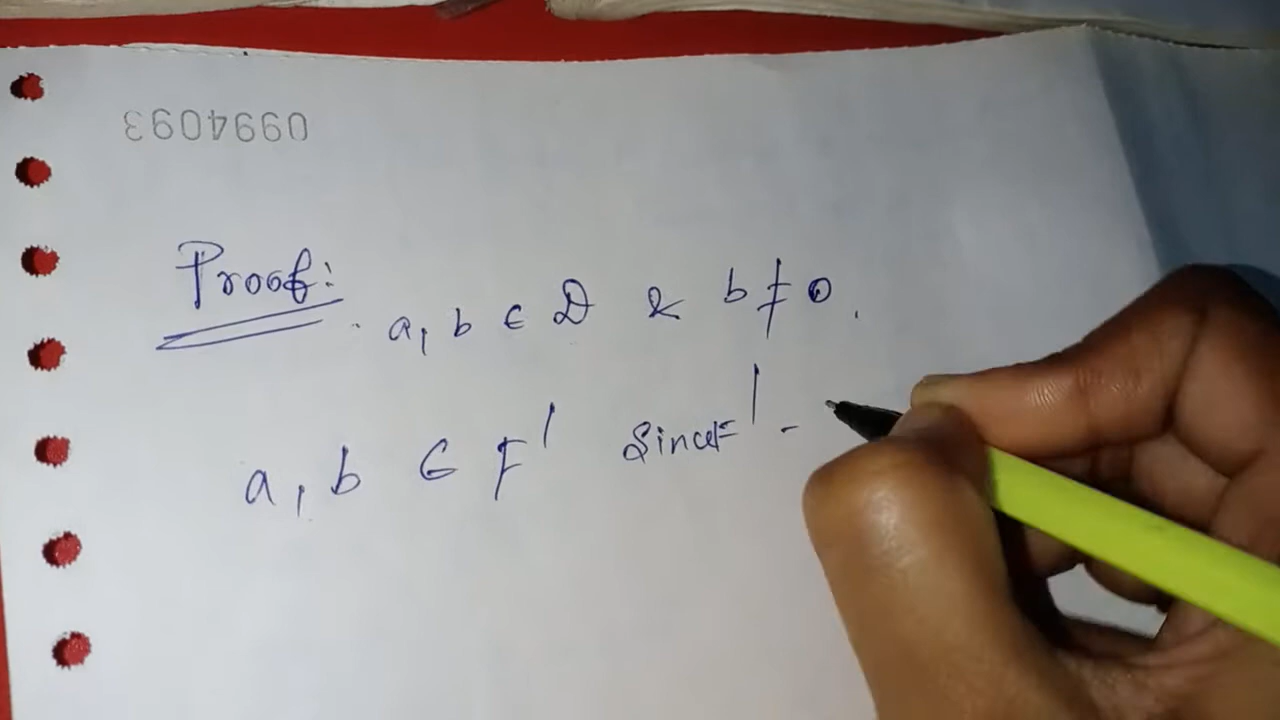 0994093
Proof:
a, b ∈ D & b ≠ 0.
a, b ∈ F' Since F' -